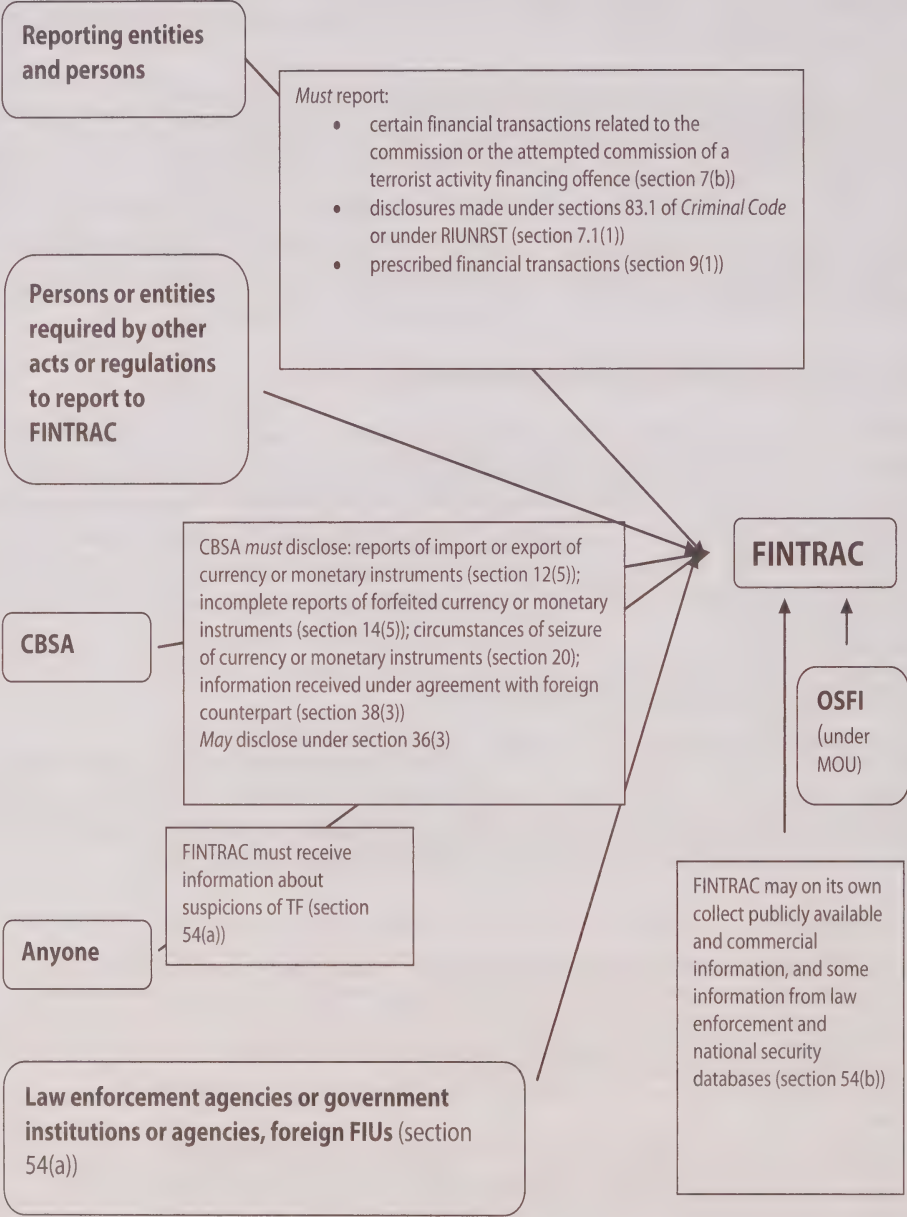 Reporting entities
and persons
Must report:
• certain financial transactions related to the
commission or the attempted commission of a
terrorist activity financing offence (section 7(b))
• disclosures made under sections 83.1 of Criminal Code
or under RIUNRST (section 7.1(1))
• prescribed financial transactions (section 9(1))
Persons or entities
required by other
acts or regulations
to report to
FINTRAC
CBSA must disclose: reports of import or export of
currency or monetary instruments (section 12(5));
incomplete reports of forfeited currency or monetary
instruments (section 14(5)); circumstances of seizure
of currency or monetary instruments (section 20);
information received under agreement with foreign
counterpart (section 38(3))
May disclose under section 36(3)
FINTRAC
CBSA
OSFI
(under
MOU)
FINTRAC must receive
information about
suspicions of TF (section
54(a))
Anyone
FINTRAC may on its own
collect publicly available
and commercial
information, and some
information from law
enforcement and
national security
databases (section 54(b))
Law enforcement agencies or government
institutions or agencies, foreign FIUs (section
54(a))